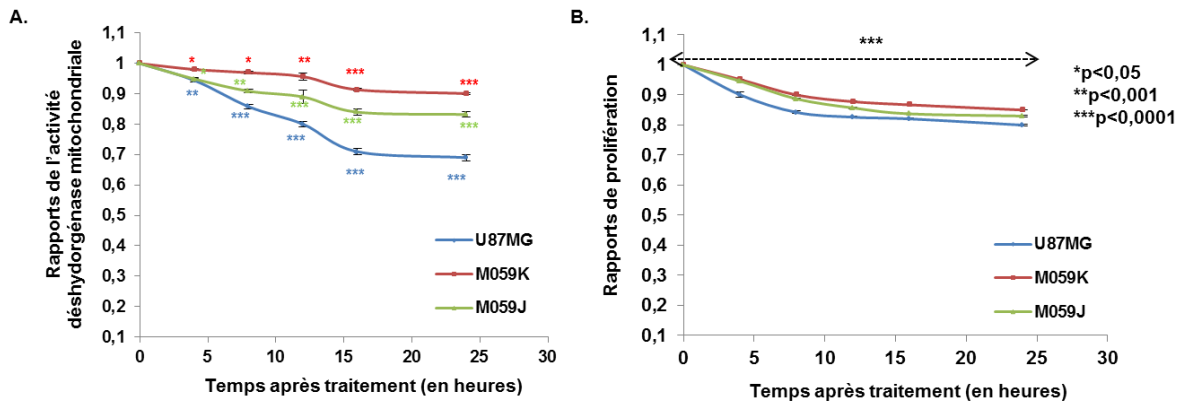 A.
1,1
1
0,9
0,8
0,7
0,6
0,5
0,4
0,3
0,2
0,1
Rapports de l'activité
déshydorgénase mitochondriale
* * ** *** ***
* ** *** *** ***
** *** *** *** ***
U87MG
M059K
M059J
0 5 10 15 20 25 30
Temps après traitement (en heures)
B.
1,1
1
0,9
0,8
0,7
0,6
0,5
0,4
0,3
0,2
0,1
Rapports de prolifération
***
*p<0,05
**p<0,001
***p<0,0001
U87MG
M059K
M059J
0 5 10 15 20 25 30
Temps après traitement (en heures)